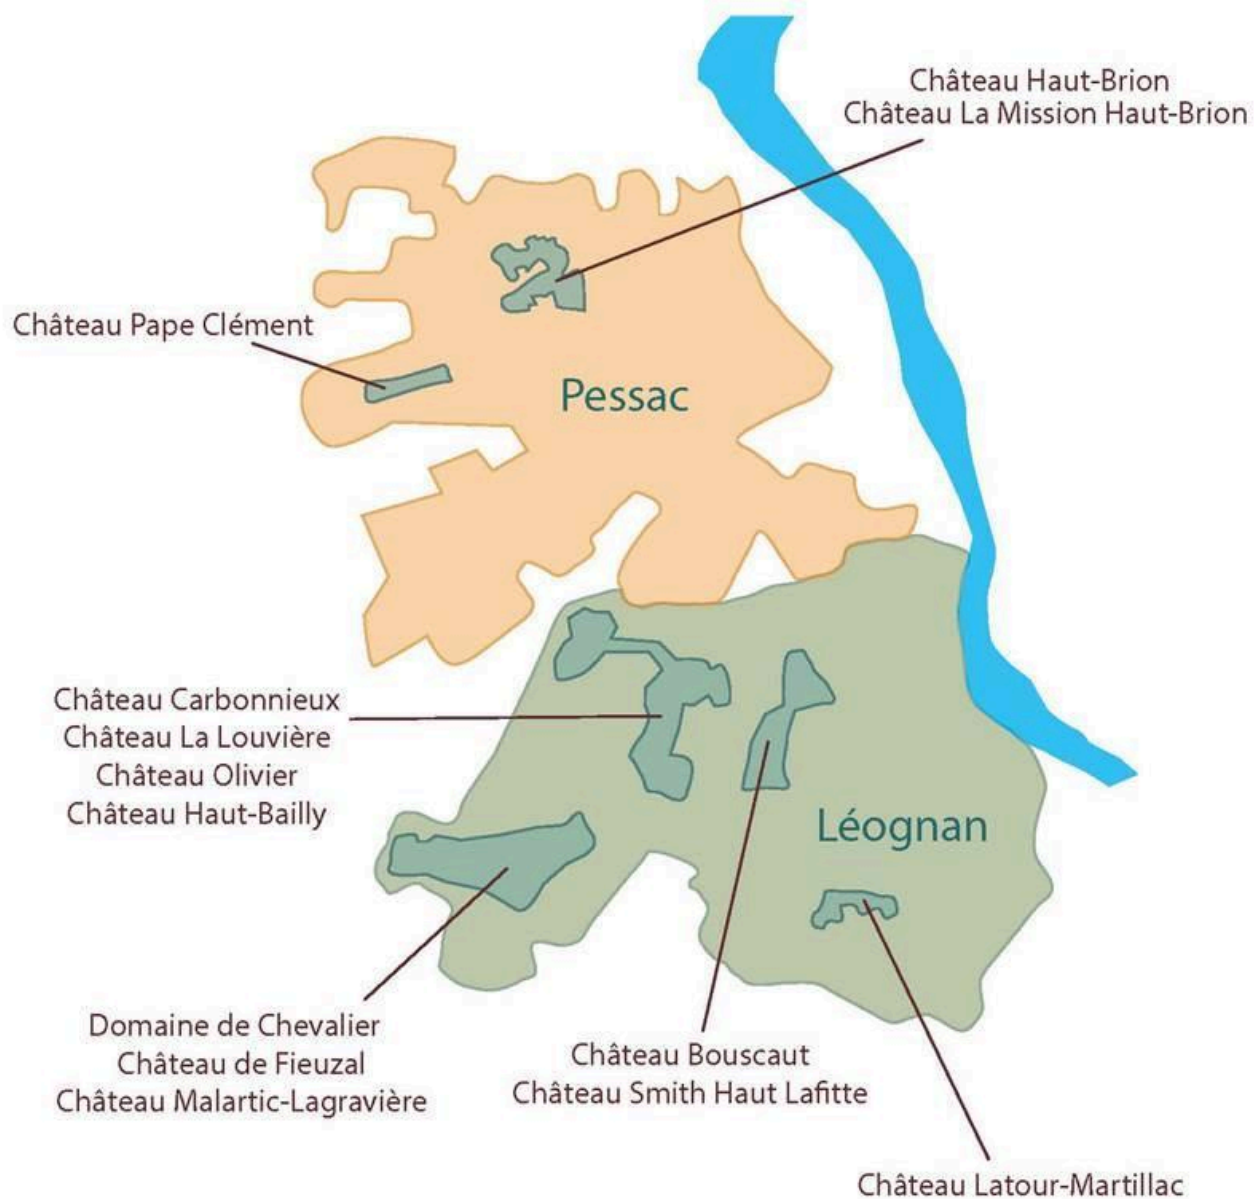 Château Haut-Brion
Château La Mission Haut-Brion
Château Pape Clément
Pessac
Château Carbonnieux
Château La Louvière
Château Olivier
Château Haut-Bailly
Léognan
Domaine de Chevalier
Château de Fieuzal
Château Malartic-Lagravière
Château Bouscaut
Château Smith Haut Lafitte
Château Latour-Martillac